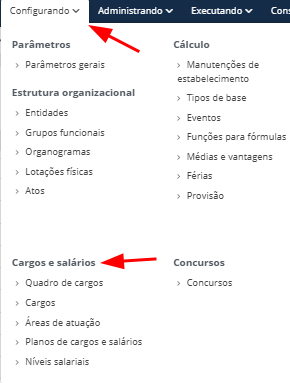 Configurando Administrando Executando
Parâmetros
Parâmetros gerais
Estrutura organizacional
Entidades
Grupos funcionais
Organogramas
Lotações físicas
Atos
Cálculo
Manutenções de
estabelecimento
Tipos de base
Eventos
Funções para fórmulas
Médias e vantagens
Férias
Provisão
Cargos e salários
Quadro de cargos
Cargos
Áreas de atuação
Planos de cargos e salários
Níveis salariais
Concursos
Concursos